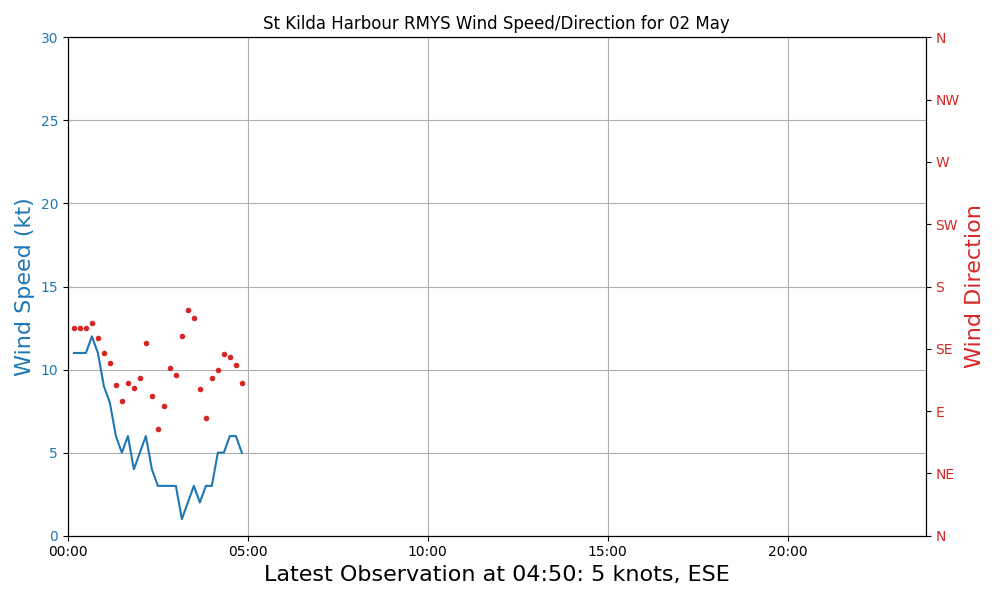 St Kilda Harbour RMYS Wind Speed/Direction for 02 May
30
25
20
15
10
5
0
Wind Speed (kt)
N
NW
W
SW
S
SE
E
NE
N
Wind Direction
00:00
05:00
10:00
15:00
20:00
Latest Observation at 04:50: 5 knots, ESE